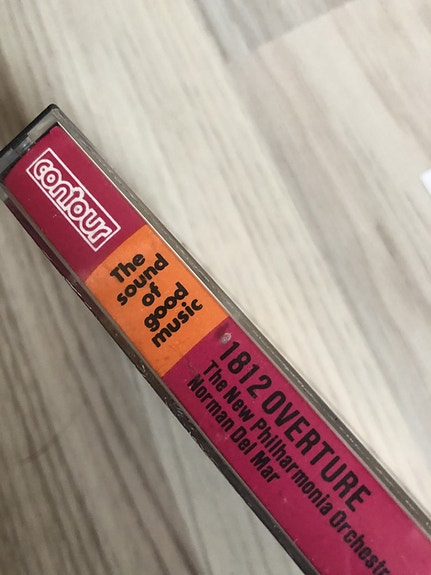 contour
The
sound
of
good
music
1812 OVERTURE
The New Philharmonia Orchestr
Norman Del Mar